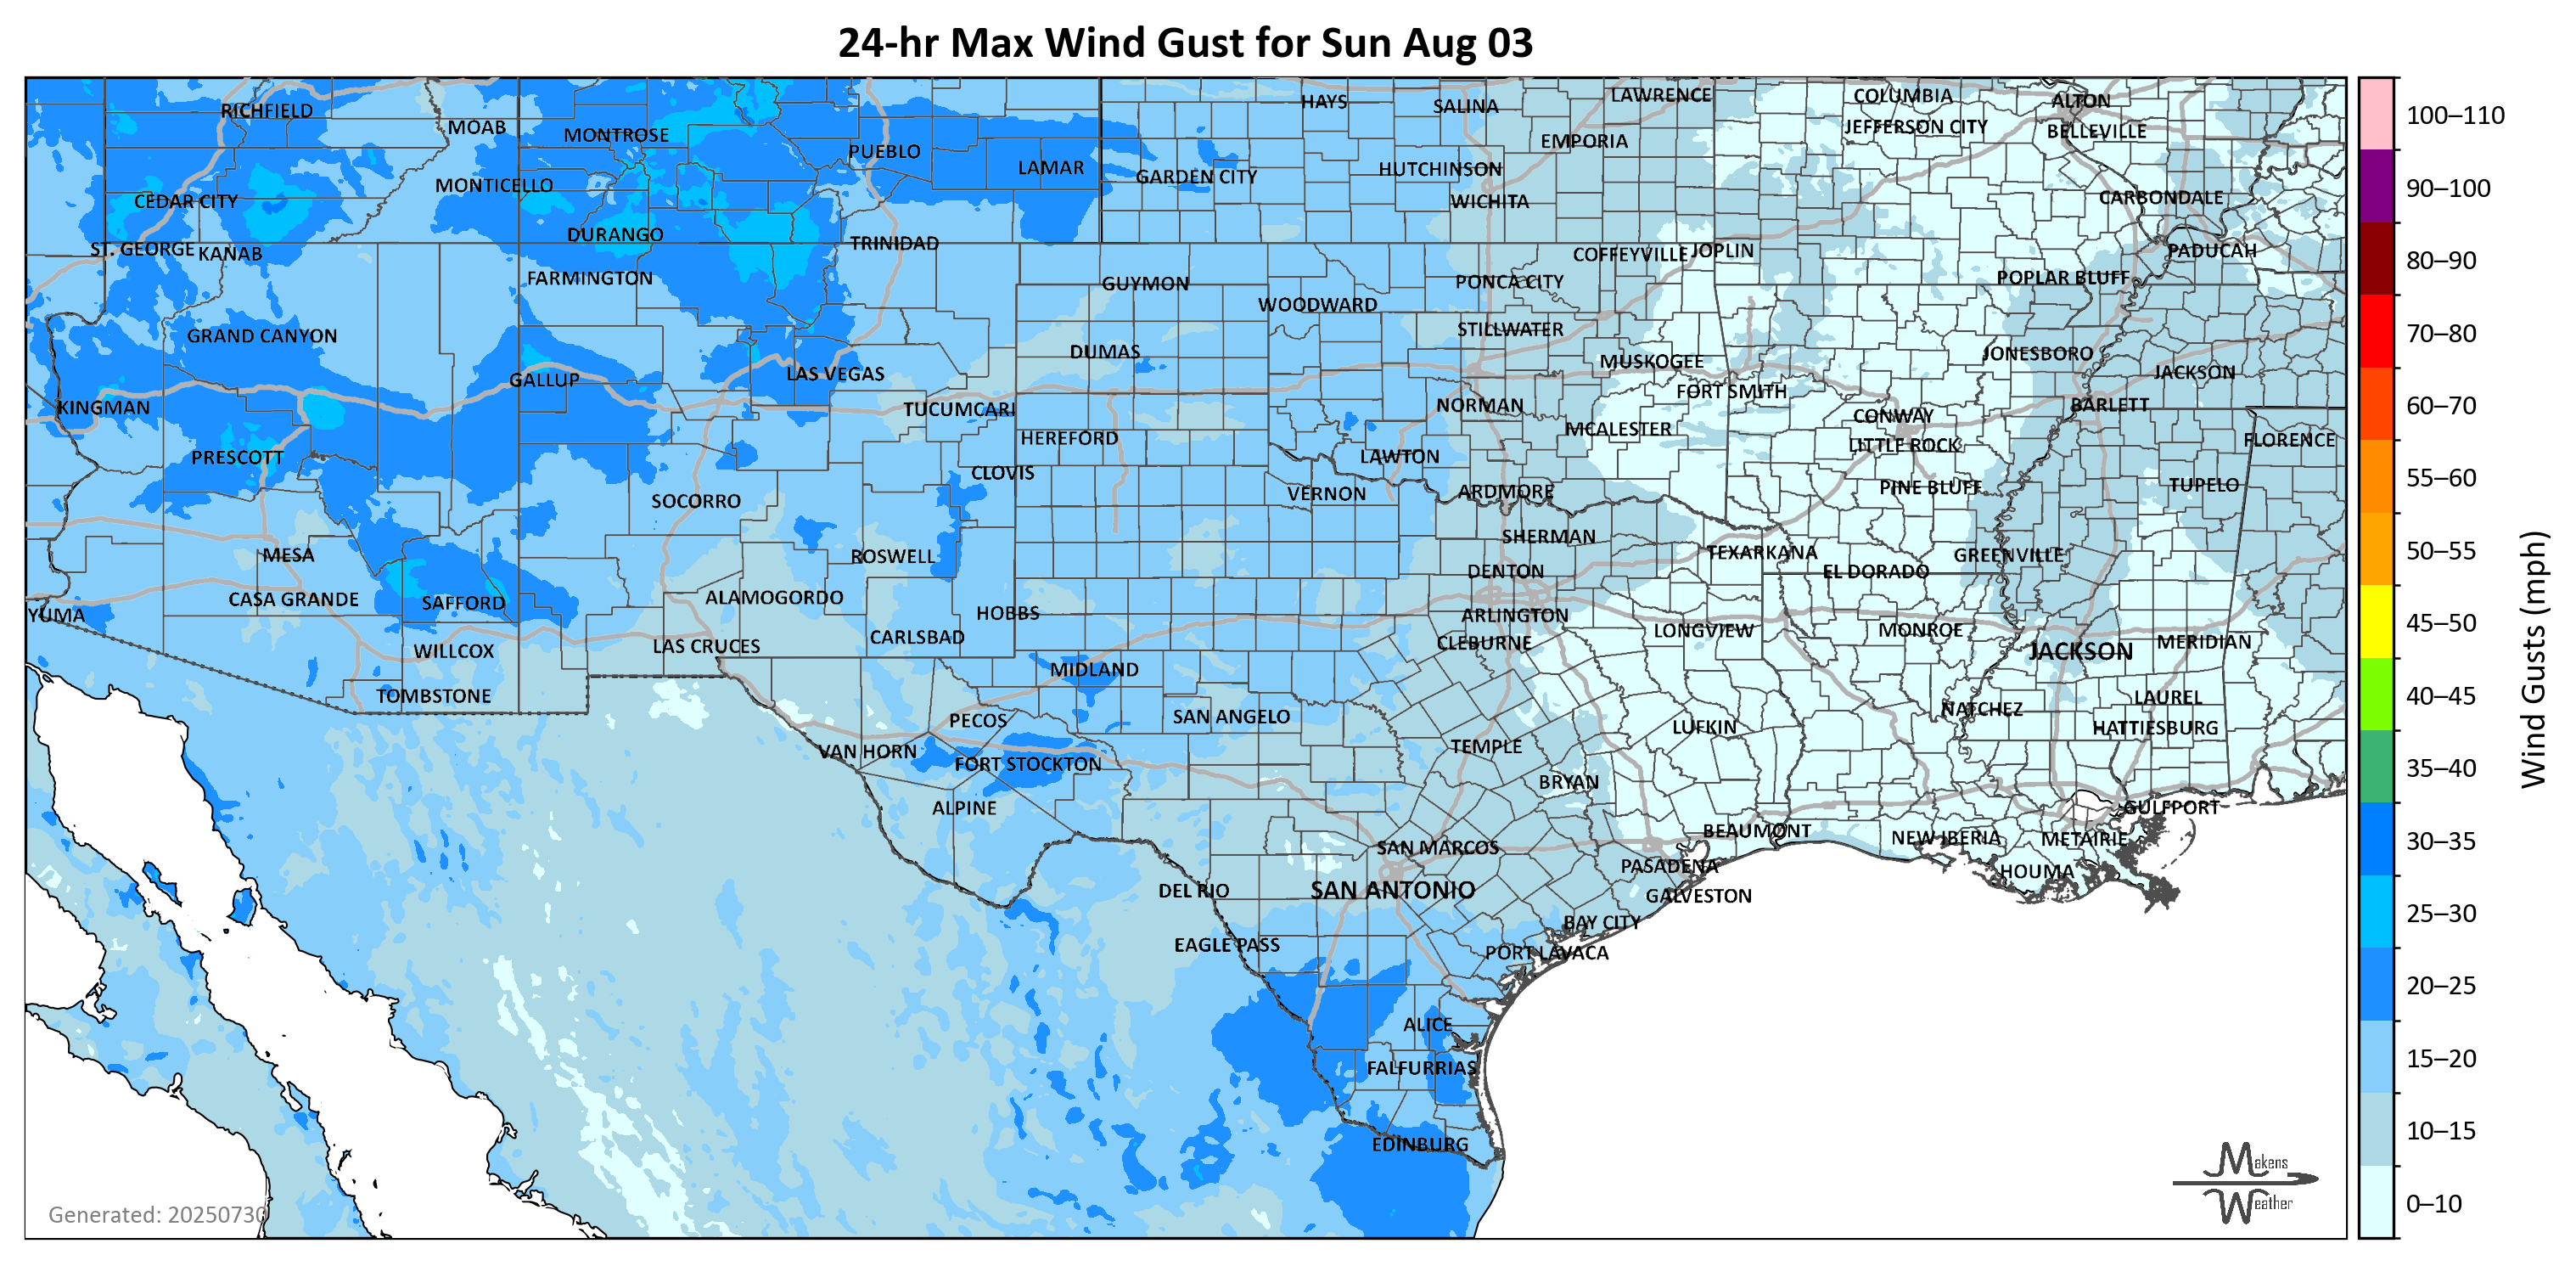 24-hr Max Wind Gust for Sun Aug 03
RICHFIELD
MOAB
MONTROSE
PUEBLO
LAMAR
HAYS
SALINA
LAWRENCE
COLUMBIA
ALTON
EMPORIA
JEFFERSON CITY
BELLEVILLE
MONTICELLO
GARDEN CITY
HUTCHINSON
CEDAR CITY
WICHITA
CARBONDALE
DURANGO
TRINIDAD
ST. GEORGE
KANAB
COFFEYVILLE
JOPLIN
PADUCAH
FARMINGTON
GUYMON
PONCA CITY
POPLAR BLUFF
WOODWARD
GRAND CANYON
STILLWATER
DUMAS
MUSKOGEE
JONESBORO
GALLUP
LAS VEGAS
JACKSON
FORT SMITH
KINGMAN
TUCUMCARI
NORMAN
CONWAY
BARLETT
HEREFORD
MCALESTER
LITTLE ROCK
FLORENCE
PRESCOTT
CLOVIS
LAWTON
SOCORRO
VERNON
ARDMORE
PINE BLUFF
TUPELO
MESA
ROSWELL
SHERMAN
TEXARKANA
GREENVILLE
DENTON
EL DORADO
CASA GRANDE
SAFFORD
ALAMOGORDO
YUMA
HOBBS
ARLINGTON
WILLCOX
LAS CRUCES
CARLSBAD
CLEBURNE
LONGVIEW
MONROE
JACKSON
MERIDIAN
MIDLAND
TOMBSTONE
PECOS
SAN ANGELO
NATCHEZ
LAUREL
LUFKIN
HATTIESBURG
VAN HORN
FORT STOCKTON
TEMPLE
BRYAN
ALPINE
GULFPORT
BEAUMONT
NEW IBERIA
METAIRIE
SAN MARCOS
PASADENA
HOUMA
DEL RIO
SAN ANTONIO
GALVESTON
BAY CITY
EAGLE PASS
PORT LAVACA
ALICE
FALFURRIAS
EDINBURG
Generated: 20250730
Makens
Weather
100–110
90–100
80–90
70–80
60–70
55–60
50–55
45–50
40–45
35–40
30–35
25–30
20–25
15–20
10–15
0–10
Wind Gusts (mph)